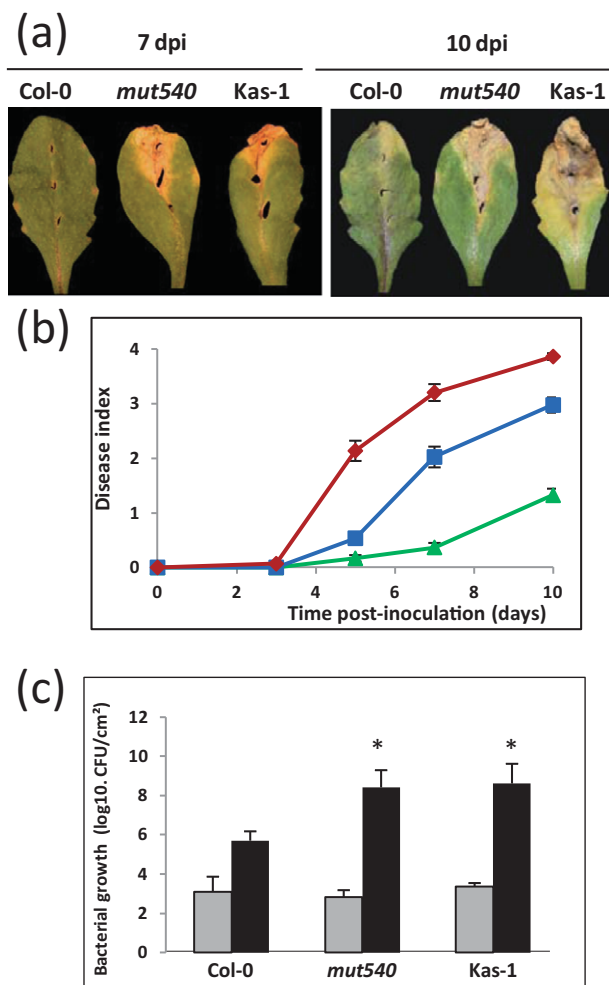 (a)
7 dpi
10 dpi
Col-0 mut540 Kas-1
Col-0 mut540 Kas-1
(b)
Disease index
4
3
2
1
0
0 2 4 6 8 10
Time post-inoculation (days)
(c)
Bacterial growth (log10. CFU/cm²)
12
10
8
6
4
2
0
* *
Col-0 mut540 Kas-1